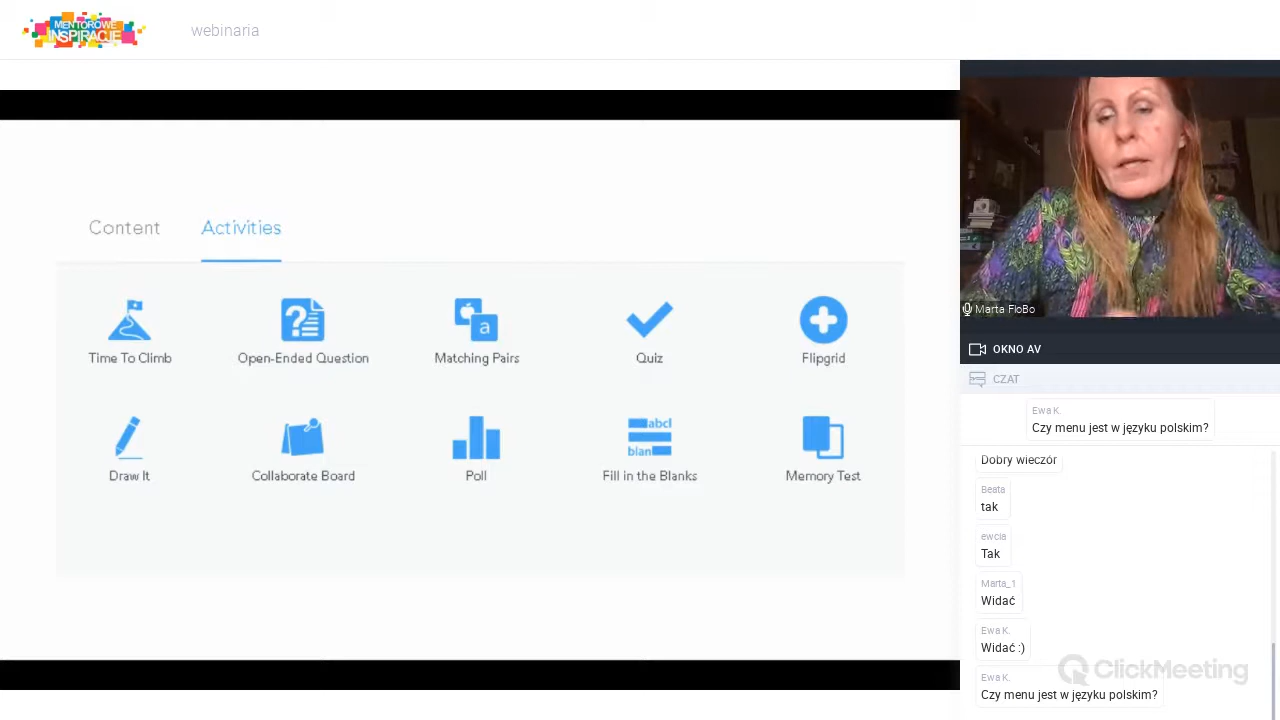 MENTOROWE
INSPIRACJE
webinaria
Content
Activities
Time To Climb
Open-Ended Question
Matching Pairs
a
Quiz
Flipgrid
Draw It
Collaborate Board
Poll
abcl
blan
Fill in the Blanks
Memory Test
Marta FloBo
OKNO AV
CZAT
Ewa K.
Czy menu jest w języku polskim?
Dobry wieczór
Beata
tak
ewcia
Tak
Marta_1
Widać
Ewa K.
Widać :)
Ewa K.
Czy menu jest w języku polskim?
ClickMeeting